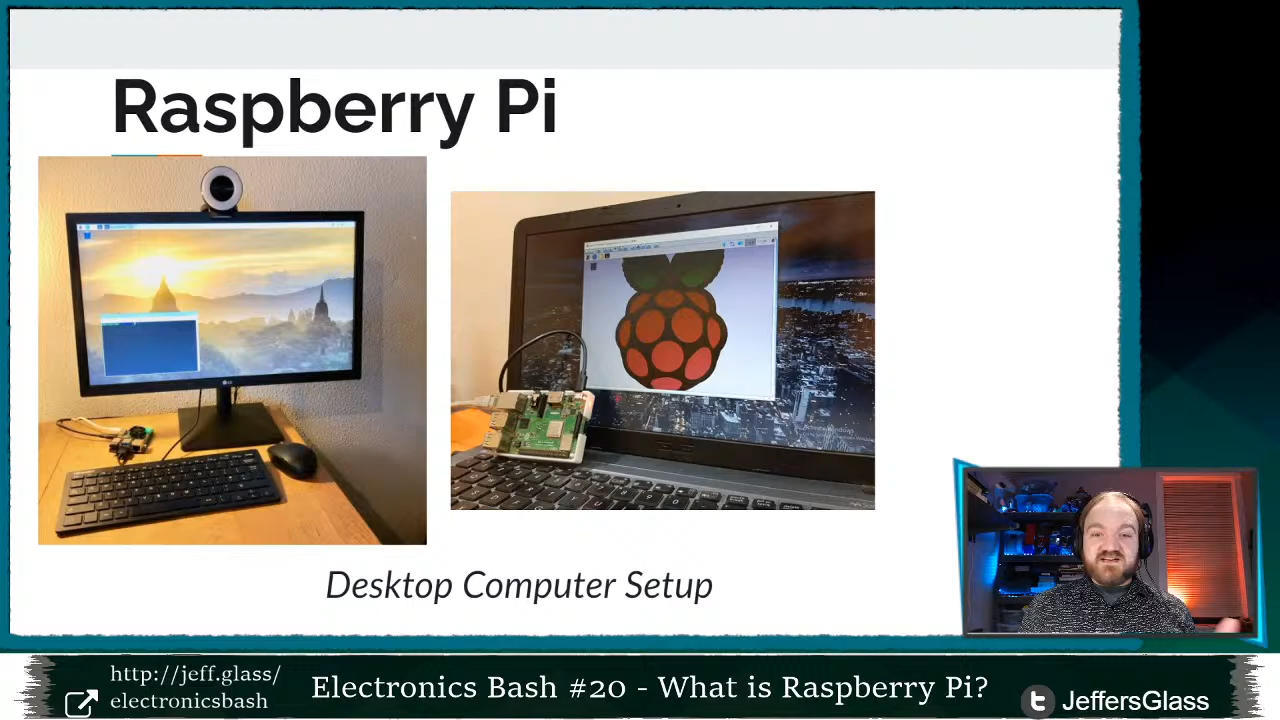 Raspberry Pi
Desktop Computer Setup
http://jeff.glass/
electronicsbash
Electronics Bash #20 - What is Raspberry Pi?
JeffersGlass